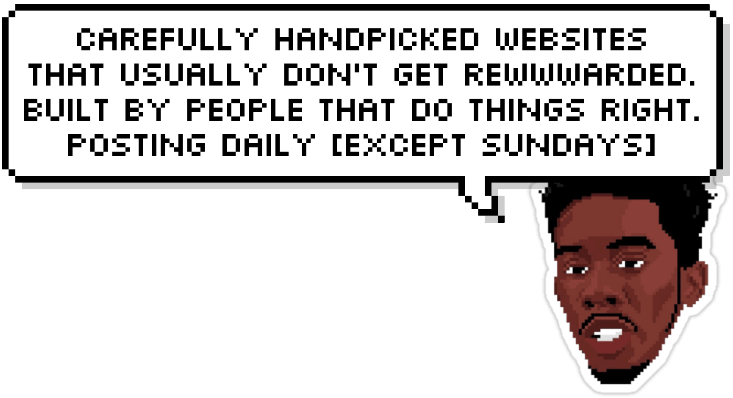 CAREFULLY HANDPICKED WEBSITES
THAT USUALLY DON'T GET REWWWARDED.
BUILT BY PEOPLE THAT DO THINGS RIGHT.
POSTING DAILY [EXCEPT SUNDAYS]